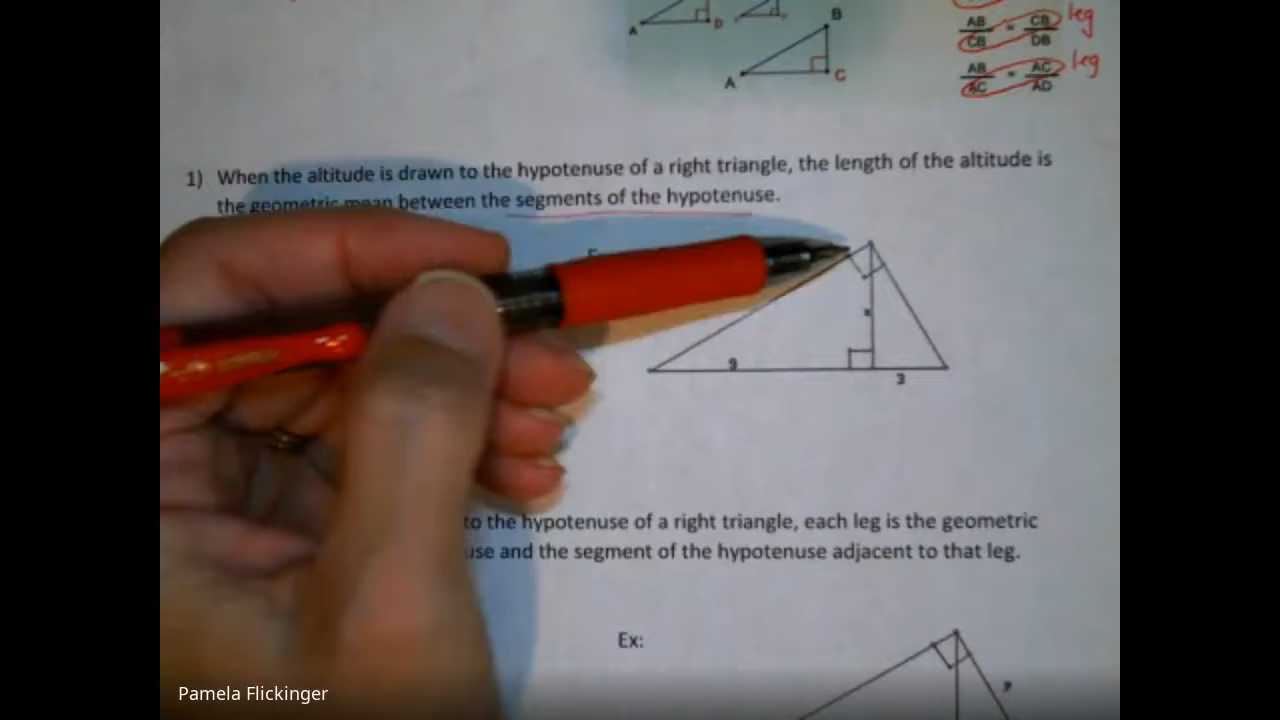 A D
B
A C
AB = CB leg
CB DB
AB = AC leg
AC AD
1) When the altitude is drawn to the hypotenuse of a right triangle, the length of the altitude is
the geometric mean between the segments of the hypotenuse.
x
9
3
to the hypotenuse of a right triangle, each leg is the geometric
use and the segment of the hypotenuse adjacent to that leg.
Ex:
Pamela Flickinger